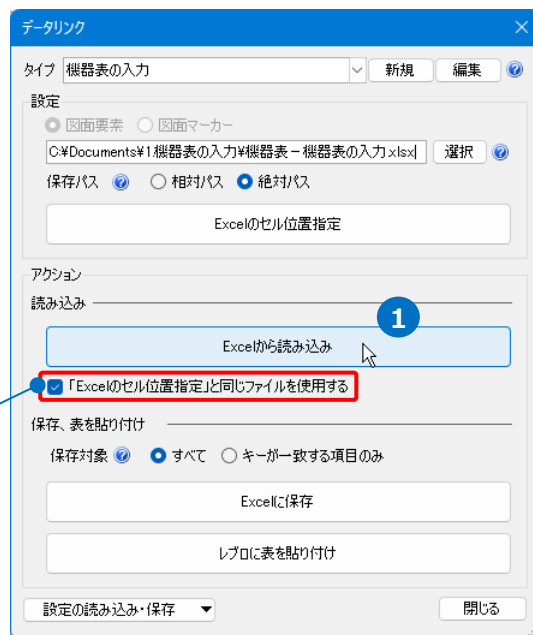 データリンク
タイプ 機器表の入力 新規 編集
設定
図面要素 図面マーカー
C:¥Documents¥1.機器表の入力¥機器表－機器表の入力.xlsx 選択
保存パス 相対パス 絶対パス
Excelのセル位置指定
アクション
読み込み
1
Excelから読み込み
「Excelのセル位置指定」と同じファイルを使用する
保存、表を貼り付け
保存対象 すべて キーが一致する項目のみ
Excelに保存
レブロに表を貼り付け
設定の読み込み・保存 閉じる